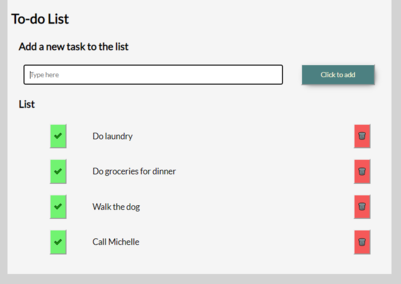 To-do List
Add a new task to the list
Type here
Click to add
List
Do laundry
Do groceries for dinner
Walk the dog
Call Michelle